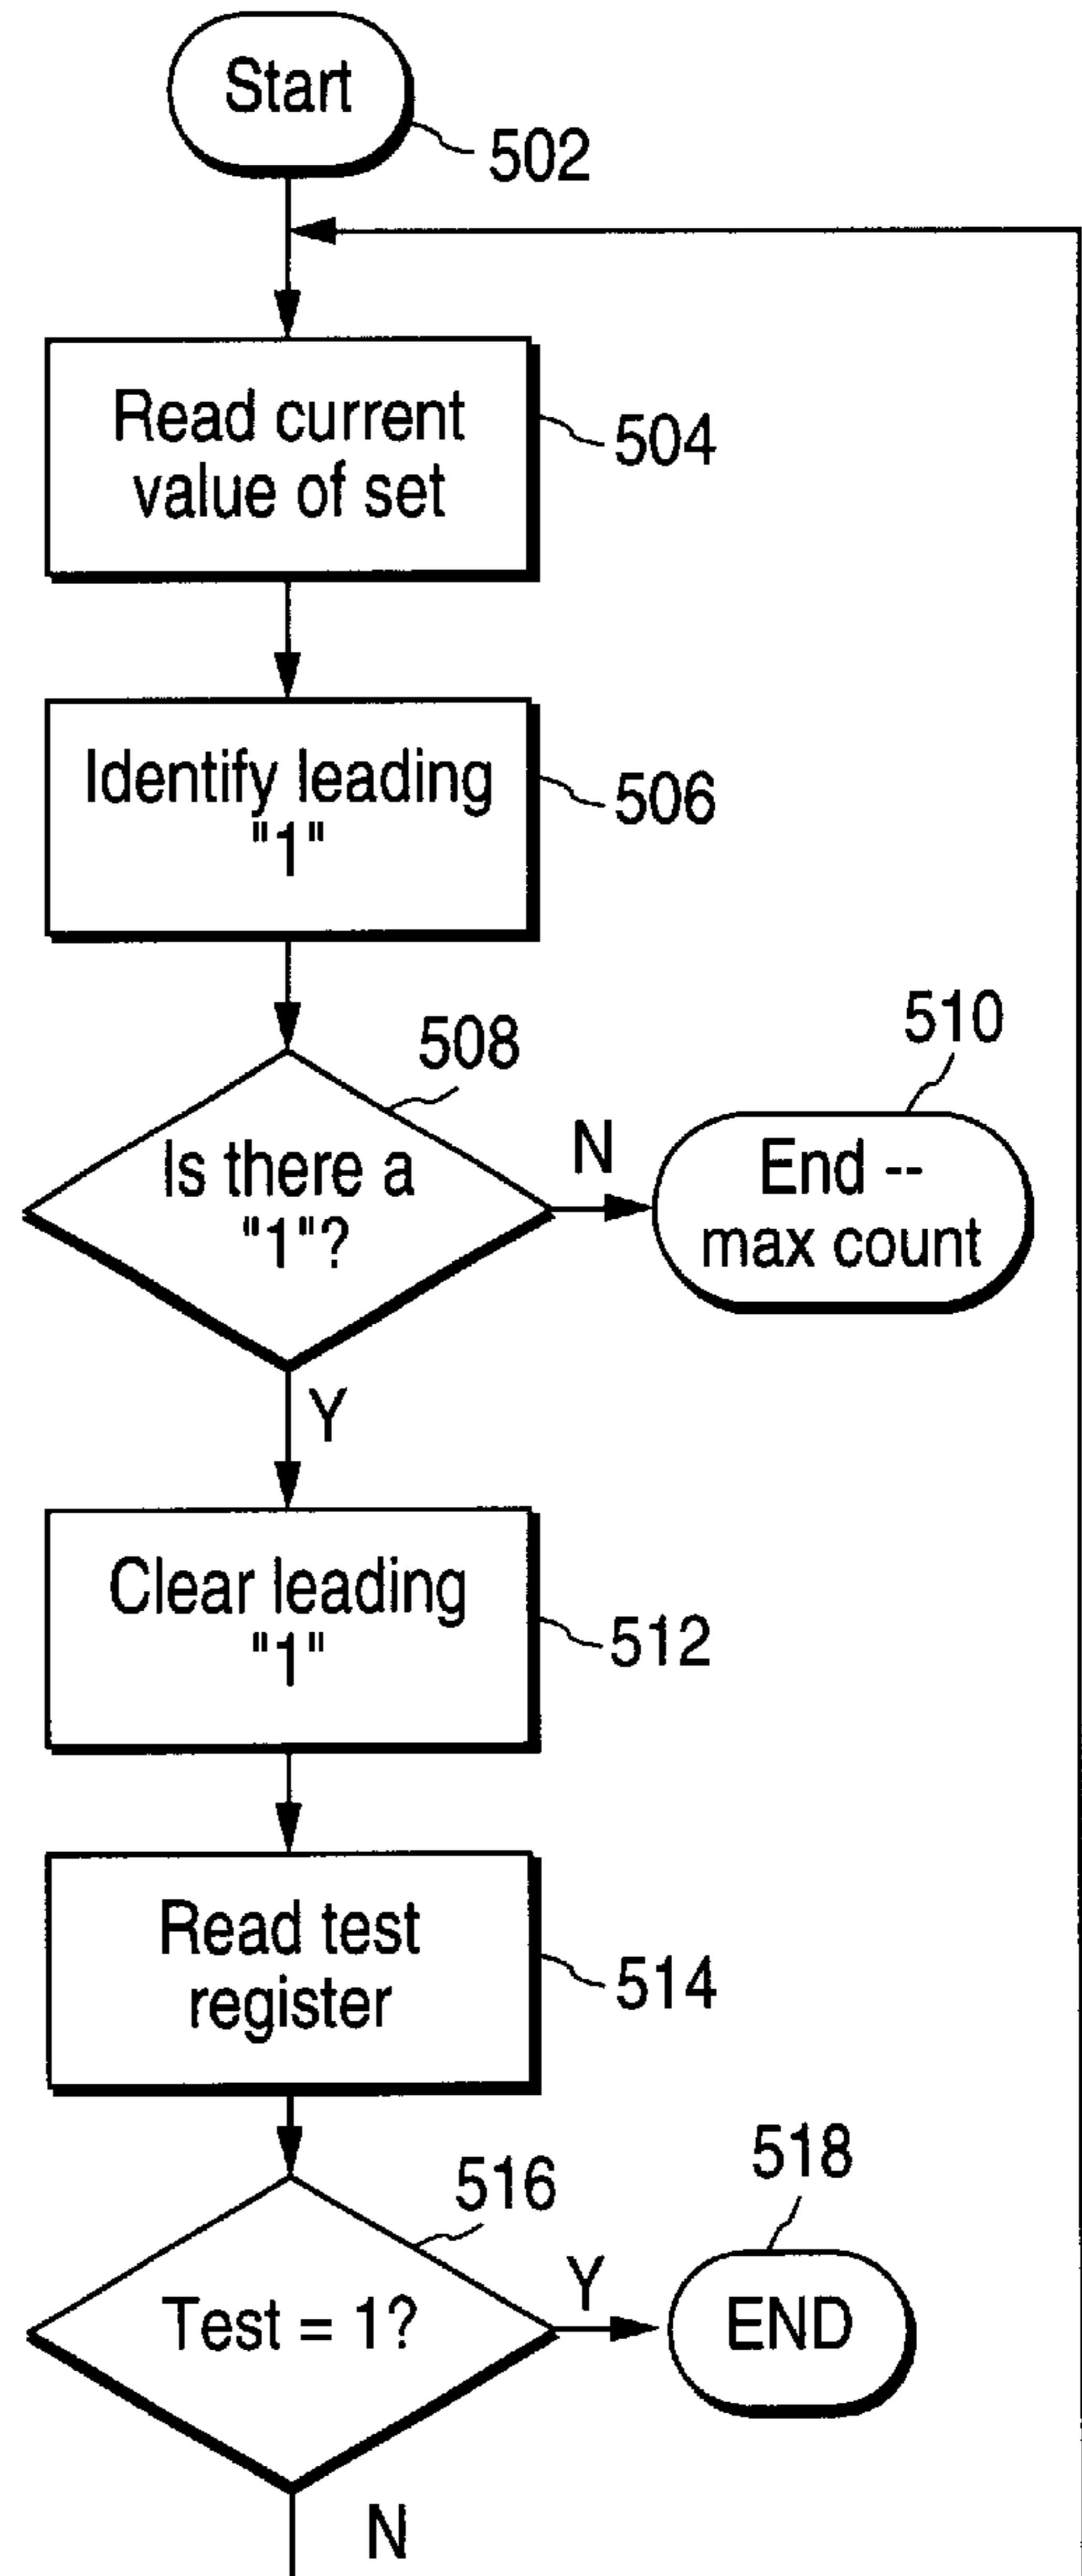 Start
502
Read current
value of set
504
Identify leading
"1"
506
508
Is there a
"1"?
N
510
End --
max count
Y
Clear leading
"1"
512
Read test
register
514
516
Test = 1?
Y
518
END
N